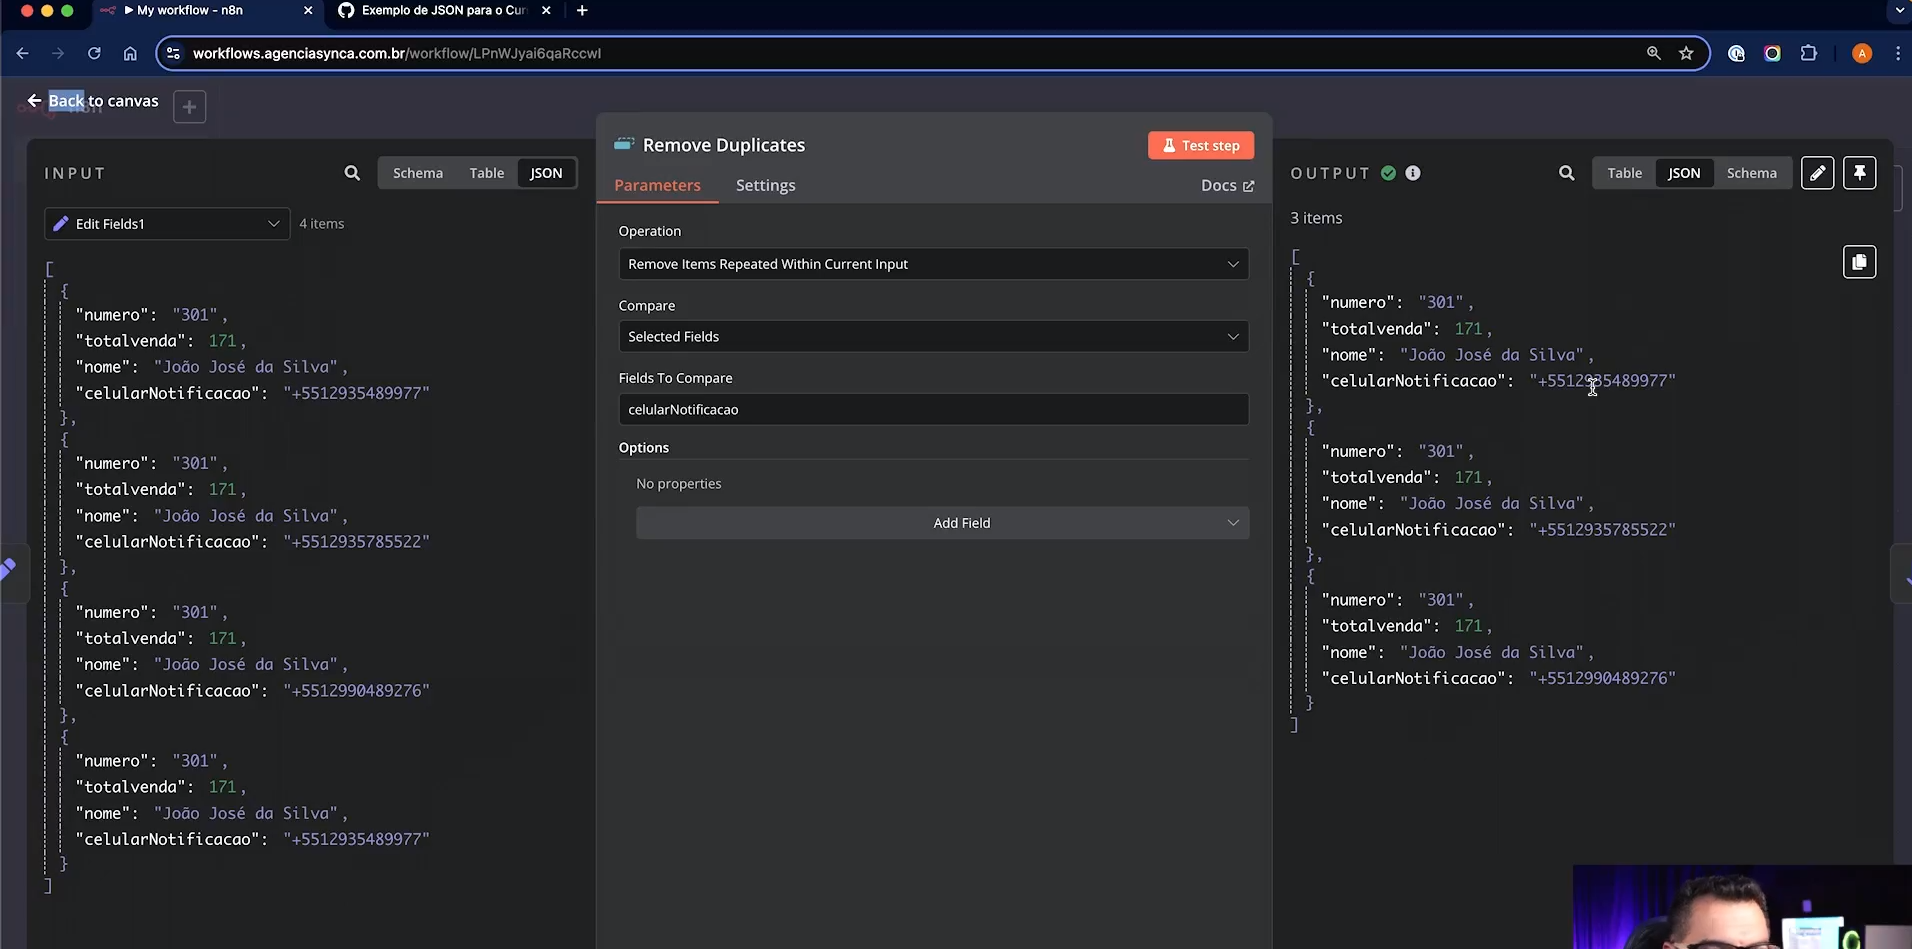 ▶ My workflow - n8n
Exemplo de JSON para o Cur
workflows.agenciasynca.com.br/workflow/LPnWJyai6qaRccwI
A
Back to canvas
INPUT
Schema
Table
JSON
Edit Fields1
4 items
[
{
"numero": "301",
"totalvenda": 171,
"nome": "João José da Silva",
"celularNotificacao": "+5512935489977"
},
{
"numero": "301",
"totalvenda": 171,
"nome": "João José da Silva",
"celularNotificacao": "+5512935785522"
},
{
"numero": "301",
"totalvenda": 171,
"nome": "João José da Silva",
"celularNotificacao": "+5512990489276"
},
{
"numero": "301",
"totalvenda": 171,
"nome": "João José da Silva",
"celularNotificacao": "+5512935489977"
}
]
Remove Duplicates
Test step
Parameters
Settings
Docs
Operation
Remove Items Repeated Within Current Input
Compare
Selected Fields
Fields To Compare
celularNotificacao
Options
No properties
Add Field
OUTPUT
Table
JSON
Schema
3 items
[
{
"numero": "301",
"totalvenda": 171,
"nome": "João José da Silva",
"celularNotificacao": "+5512935489977"
},
{
"numero": "301",
"totalvenda": 171,
"nome": "João José da Silva",
"celularNotificacao": "+5512935785522"
},
{
"numero": "301",
"totalvenda": 171,
"nome": "João José da Silva",
"celularNotificacao": "+5512990489276"
}
]